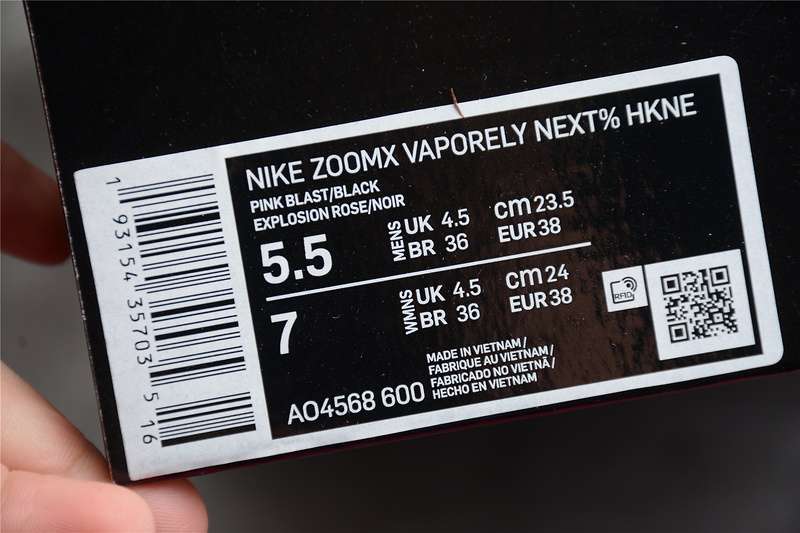 NIKE ZOOMX VAPORELY NEXT% HKNE
PINK BLAST/BLACK
EXPLOSION ROSE/NOIR
5.5 MENS UK 4.5 cm 23.5
BR 36 EUR 38
7 WMNS UK 4.5 cm 24
BR 36 EUR 38
RFID
MADE IN VIETNAM/
FABRIQUE AU VIETNAM/
FABRICADO NO VIETNÃ/
HECHO EN VIETNAM
AO4568 600
1 93154 35703 5 16